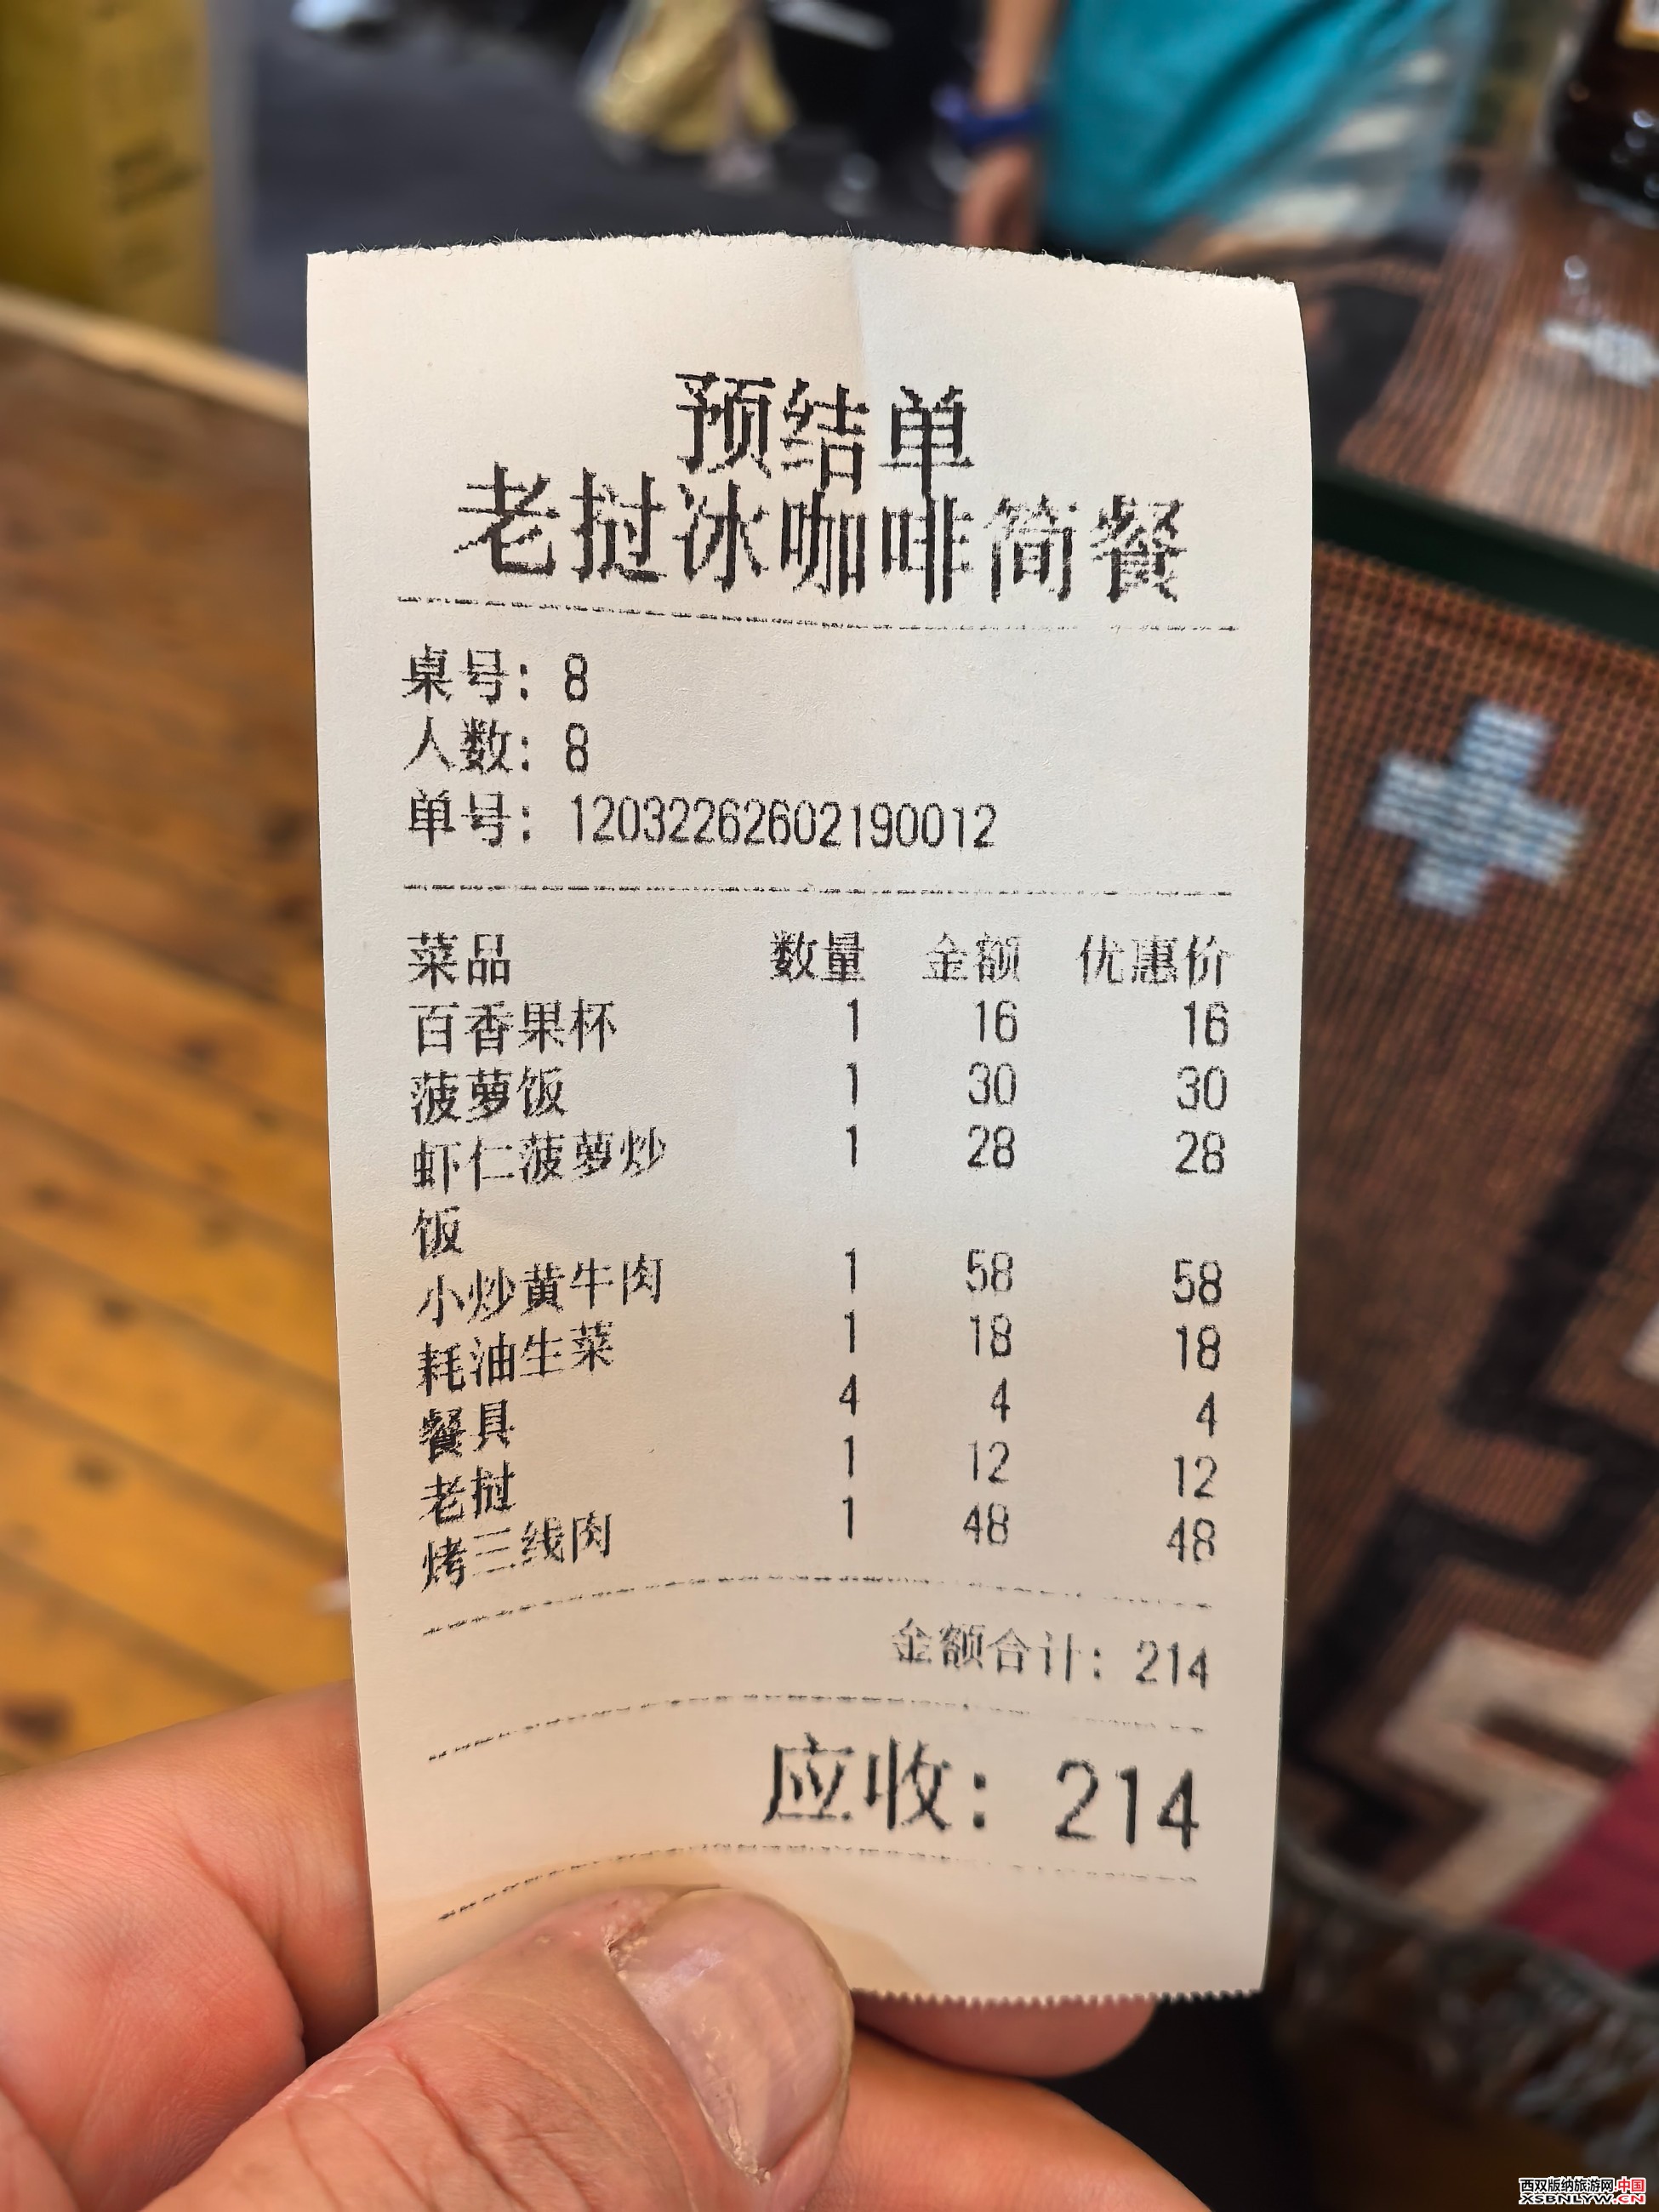 预结单
老挝冰咖啡简餐
桌号: 8
人数: 8
单号: 12032262602190012
菜品 数量 金额 优惠价
百香果杯 1 16 16
菠萝饭 1 30 30
虾仁菠萝炒 1 28 28
饭
小炒黄牛肉 1 58 58
耗油生菜 1 18 18
餐具 4 4 4
老挝 1 12 12
烤三线肉 1 48 48
金额合计: 214
应收: 214
西双版纳旅游网.中国
XSBNLYW.CN